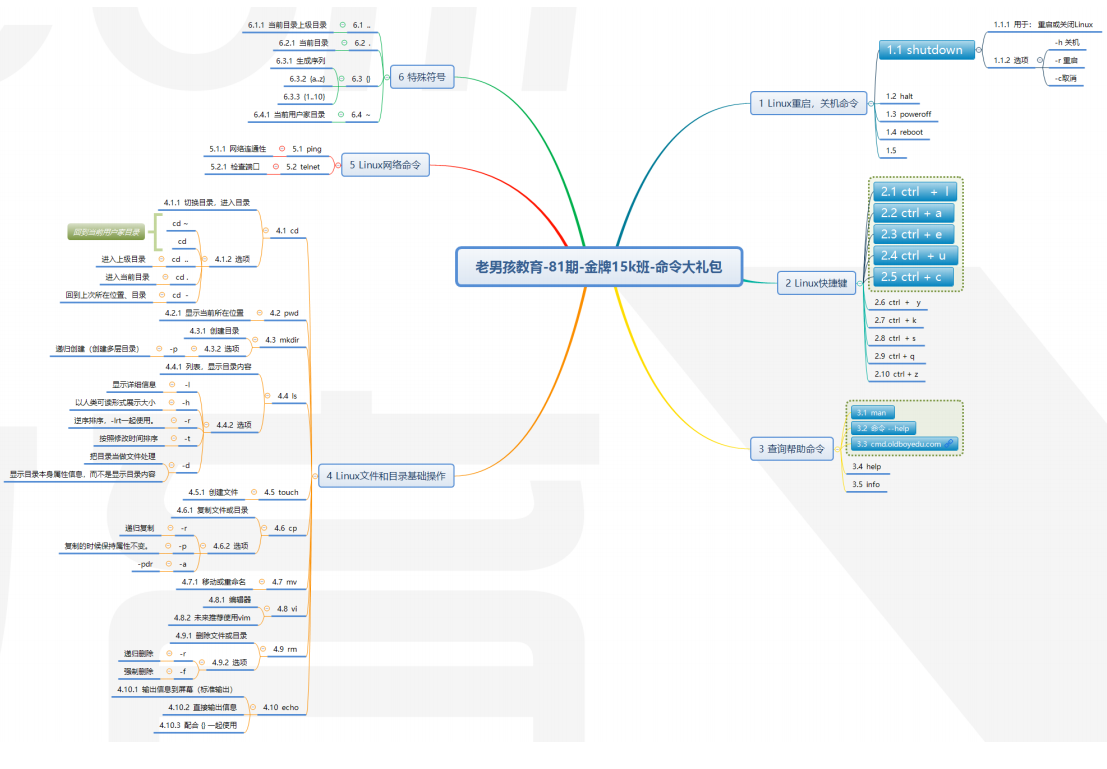 老男孩教育-81期-金牌15k班-命令大礼包
1 Linux重启，关机命令
1.1 shutdown
1.1.1 用于： 重启或关闭Linux
1.1.2 选项
-h 关机
-r 重启
-c取消
1.2 halt
1.3 poweroff
1.4 reboot
1.5
2 Linux快捷键
2.1 ctrl + l
2.2 ctrl + a
2.3 ctrl + e
2.4 ctrl + u
2.5 ctrl + c
2.6 ctrl + y
2.7 ctrl + k
2.8 ctrl + s
2.9 ctrl + q
2.10 ctrl + z
3 查询帮助命令
3.1 man
3.2 命令 --help
3.3 cmd.oldboyedu.com
3.4 help
3.5 info
4 Linux文件和目录基础操作
4.1 cd
4.1.1 切换目录，进入目录
4.1.2 选项
cd ~
cd
回到当前用户家目录
cd ..
进入上级目录
cd .
进入当前目录
cd -
回到上次所在位置、目录
4.2 pwd
4.2.1 显示当前所在位置
4.3 mkdir
4.3.1 创建目录
4.3.2 选项
-p
递归创建（创建多层目录）
4.4 ls
4.4.1 列表、显示目录内容
4.4.2 选项
-l
显示详细信息
-h
以人类可读形式展示大小
-r
逆序排序，-lrt一起使用。
-t
按照修改时间排序
-d
把目录当做文件处理
显示目录本身属性信息，而不是显示目录内容
4.5 touch
4.5.1 创建文件
4.6 cp
4.6.1 复制文件或目录
4.6.2 选项
-r
递归复制
-p
复制的时候保持属性不变。
-a
-pdr
4.7 mv
4.7.1 移动或重命名
4.8 vi
4.8.1 编辑器
4.8.2 未来推荐使用vim
4.9 rm
4.9.1 删除文件或目录
4.9.2 选项
-r
递归删除
-f
强制删除
4.10 echo
4.10.1 输出信息到屏幕（标准输出）
4.10.2 直接输出信息
4.10.3 配合 {} 一起使用
5 Linux网络命令
5.1 ping
5.1.1 网络连通性
5.2 telnet
5.2.1 检查端口
6 特殊符号
6.1 ..
6.1.1 当前目录上级目录
6.2 .
6.2.1 当前目录
6.3 {}
6.3.1 生成序列
6.3.2 {a..z}
6.3.3 {1..10}
6.4 ~
6.4.1 当前用户家目录